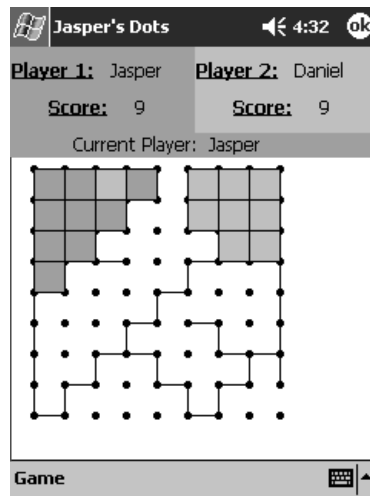 Jasper's Dots 4:32 ok
Player 1: Jasper Player 2: Daniel
Score: 9 Score: 9
Current Player: Jasper
Game